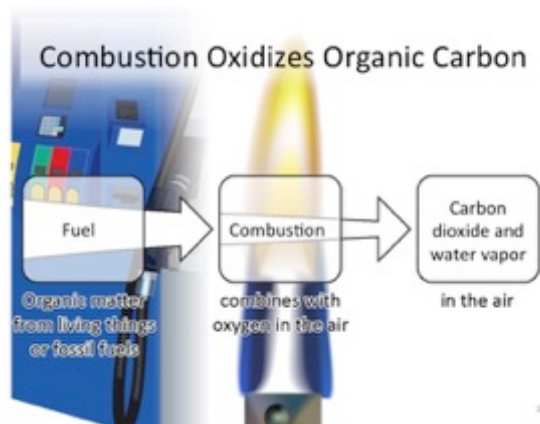 Combustion Oxidizes Organic Carbon
Fuel
Organic matter
from living things
or fossil fuels
Combustion
combines with
oxygen in the air
Carbon
dioxide and
water vapor
in the air